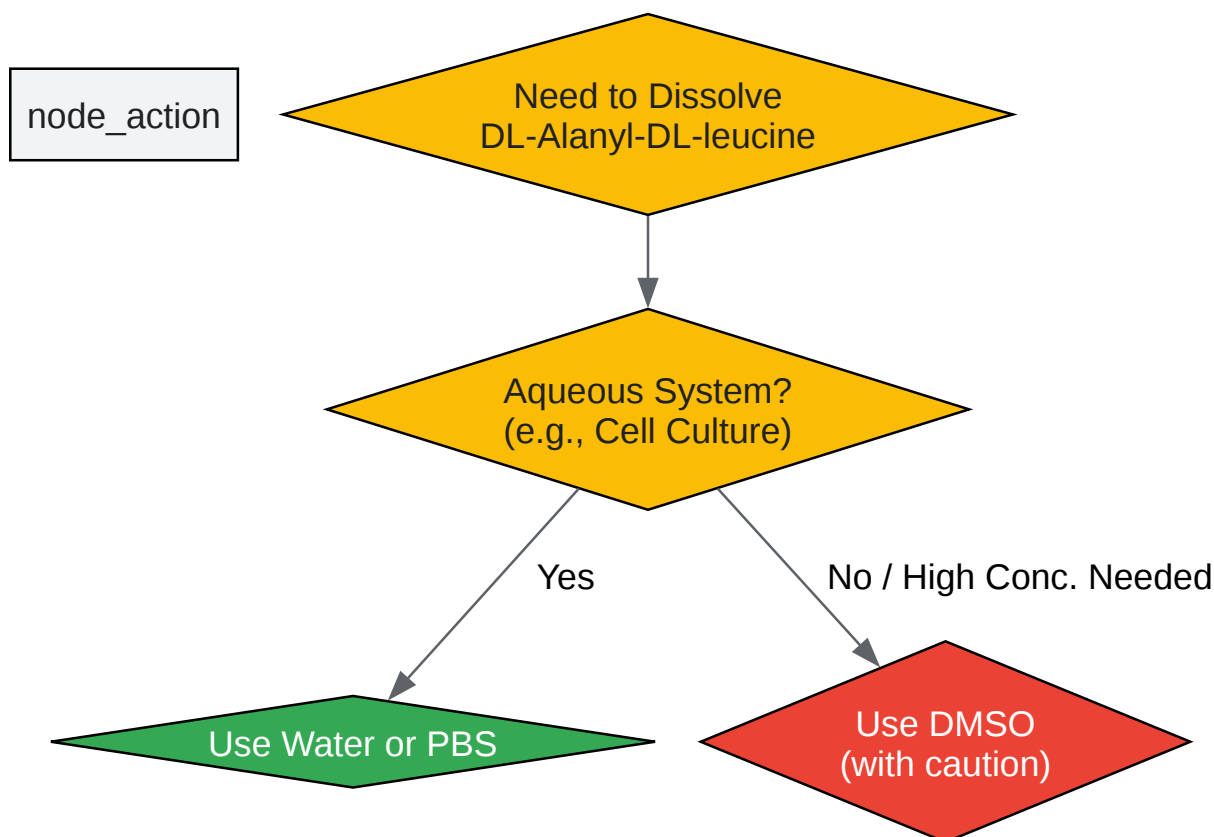 node_action
Need to Dissolve
DL-Alanyl-DL-leucine
Aqueous System?
(e.g., Cell Culture)
Yes
No / High Conc. Needed
Use Water or PBS
Use DMSO
(with caution)